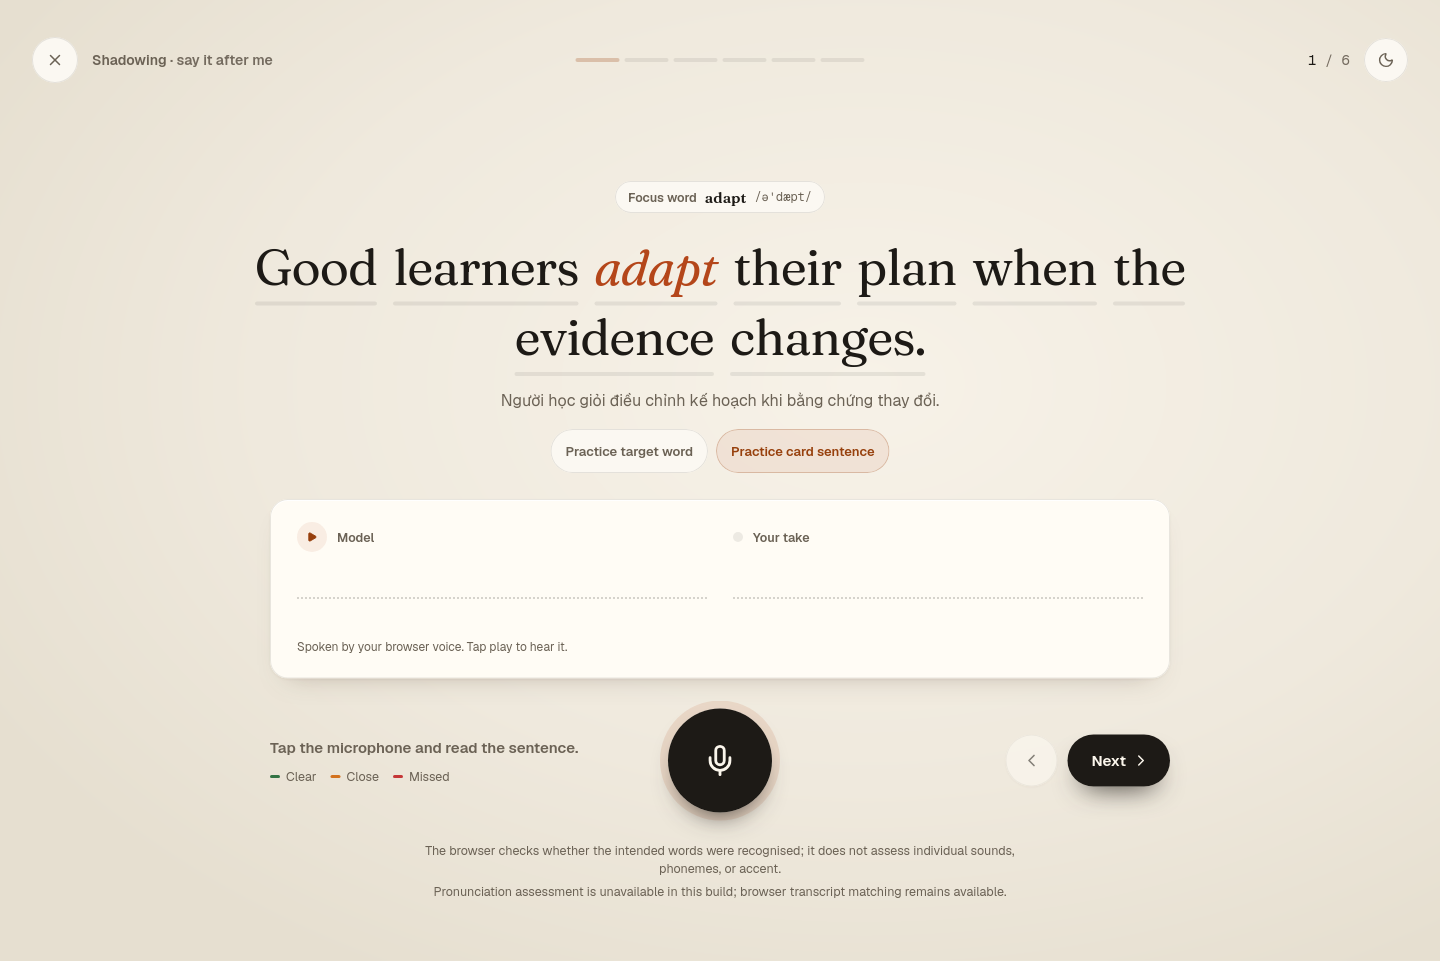 Shadowing · say it after me
1 / 6
Focus word adapt /əˈdæpt/
Good learners adapt their plan when the
evidence changes.
Người học giỏi điều chỉnh kế hoạch khi bằng chứng thay đổi.
Practice target word
Practice card sentence
Model
Your take
Spoken by your browser voice. Tap play to hear it.
Tap the microphone and read the sentence.
Clear Close Missed
Next
The browser checks whether the intended words were recognised; it does not assess individual sounds,
phonemes, or accent.
Pronunciation assessment is unavailable in this build; browser transcript matching remains available.